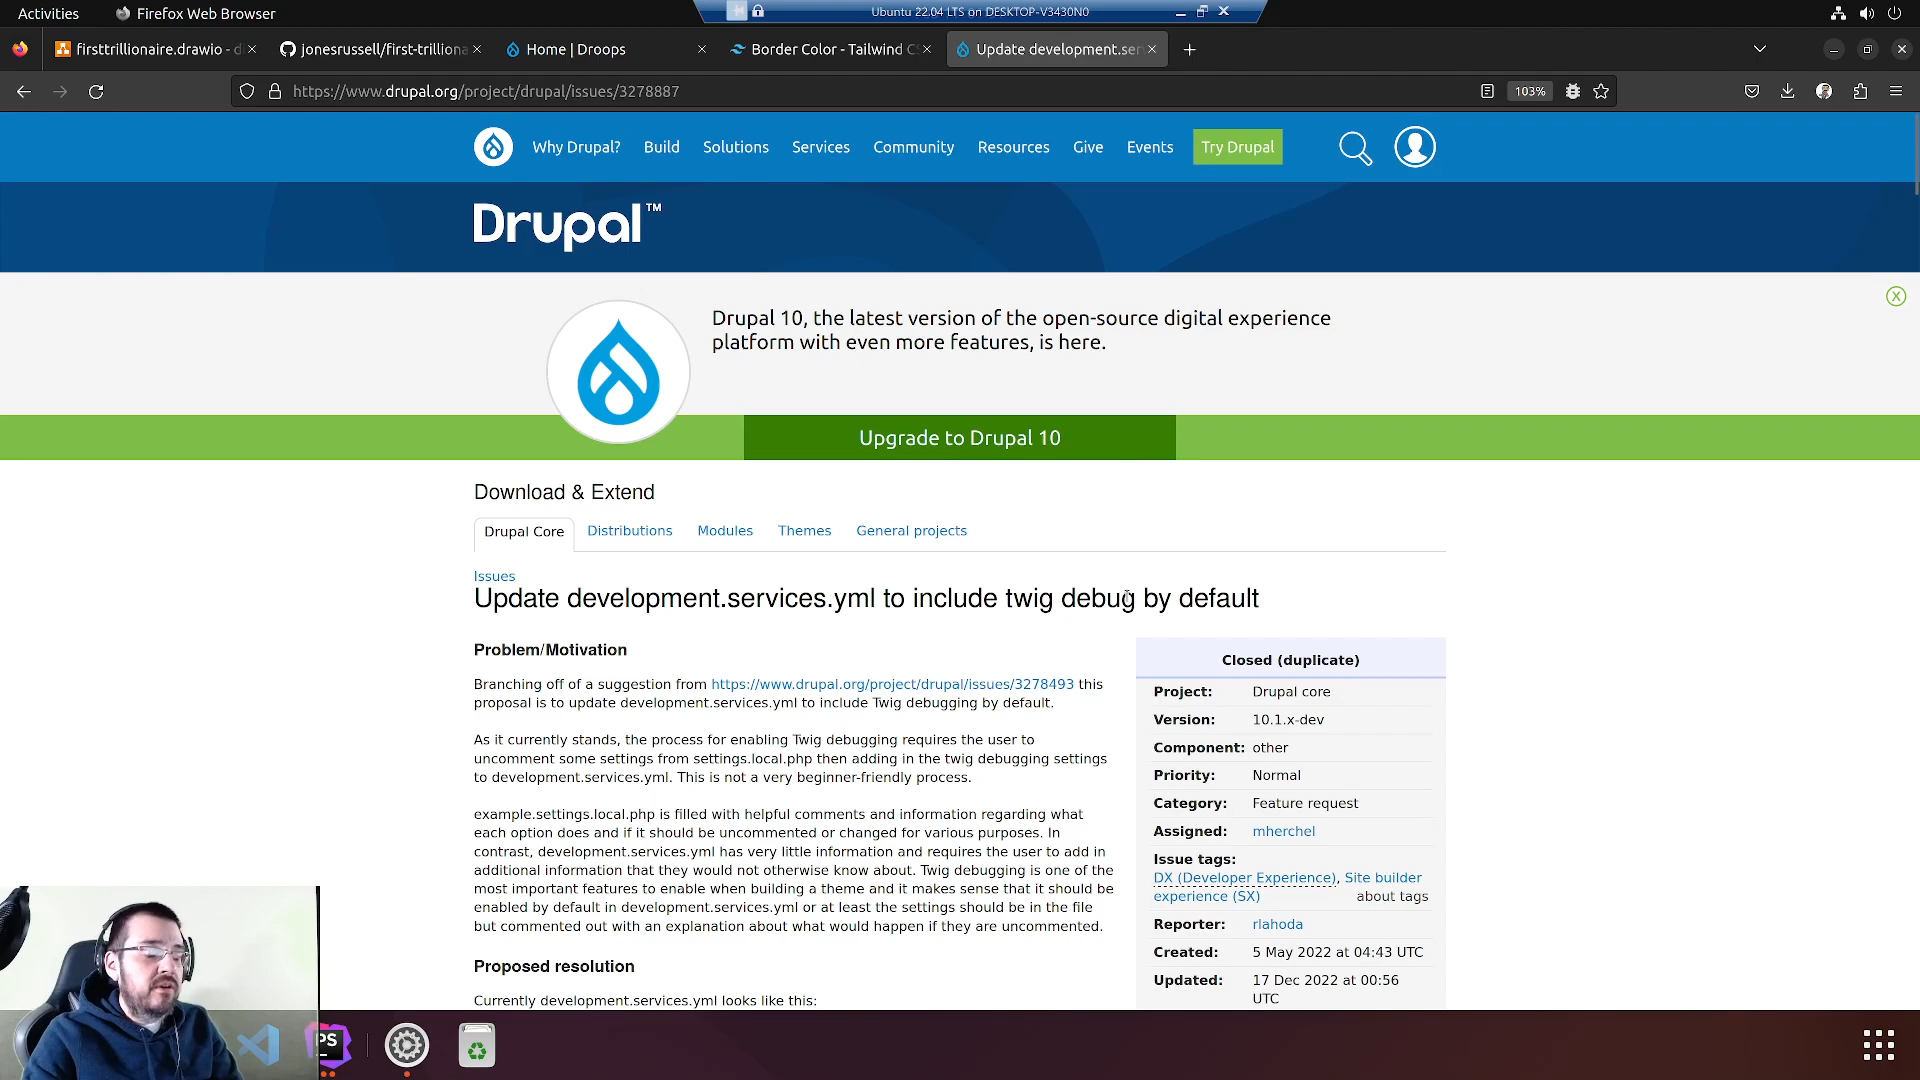 Activities
Firefox Web Browser
Ubuntu 22.04 LTS on DESKTOP-V3430N0
firsttrillionaire.drawio - d
jonesrussell/first-trilliona
Home | Droops
Border Color - Tailwind CS
Update development.ser
https://www.drupal.org/project/drupal/issues/3278887
103%
Why Drupal?
Build
Solutions
Services
Community
Resources
Give
Events
Try Drupal
Drupal™
Drupal 10, the latest version of the open-source digital experience
platform with even more features, is here.
Upgrade to Drupal 10
Download & Extend
Drupal Core
Distributions
Modules
Themes
General projects
Issues
Update development.services.yml to include twig debug by default
Problem/Motivation
Branching off of a suggestion from https://www.drupal.org/project/drupal/issues/3278493 this
proposal is to update development.services.yml to include Twig debugging by default.
As it currently stands, the process for enabling Twig debugging requires the user to
uncomment some settings from settings.local.php then adding in the twig debugging settings
to development.services.yml. This is not a very beginner-friendly process.
example.settings.local.php is filled with helpful comments and information regarding what
each option does and if it should be uncommented or changed for various purposes. In
contrast, development.services.yml has very little information and requires the user to add in
additional information that they would not otherwise know about. Twig debugging is one of the
most important features to enable when building a theme and it makes sense that it should be
enabled by default in development.services.yml or at least the settings should be in the file
but commented out with an explanation about what would happen if they are uncommented.
Proposed resolution
Currently development.services.yml looks like this:
Closed (duplicate)
Project: Drupal core
Version: 10.1.x-dev
Component: other
Priority: Normal
Category: Feature request
Assigned: mherchel
Issue tags:
DX (Developer Experience), Site builder
experience (SX)
about tags
Reporter: rlahoda
Created: 5 May 2022 at 04:43 UTC
Updated: 17 Dec 2022 at 00:56
UTC
PS